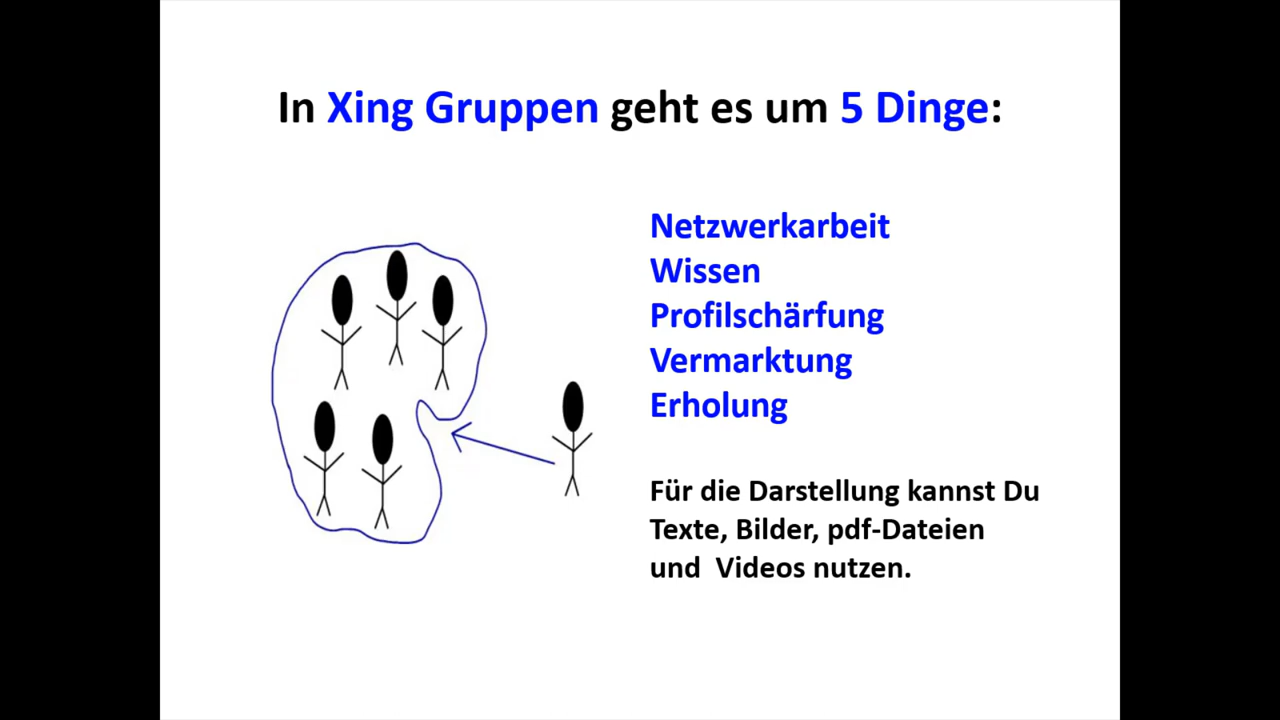 In Xing Gruppen geht es um 5 Dinge:
Netzwerkarbeit
Wissen
Profilschärfung
Vermarktung
Erholung
Für die Darstellung kannst Du
Texte, Bilder, pdf-Dateien
und  Videos nutzen.